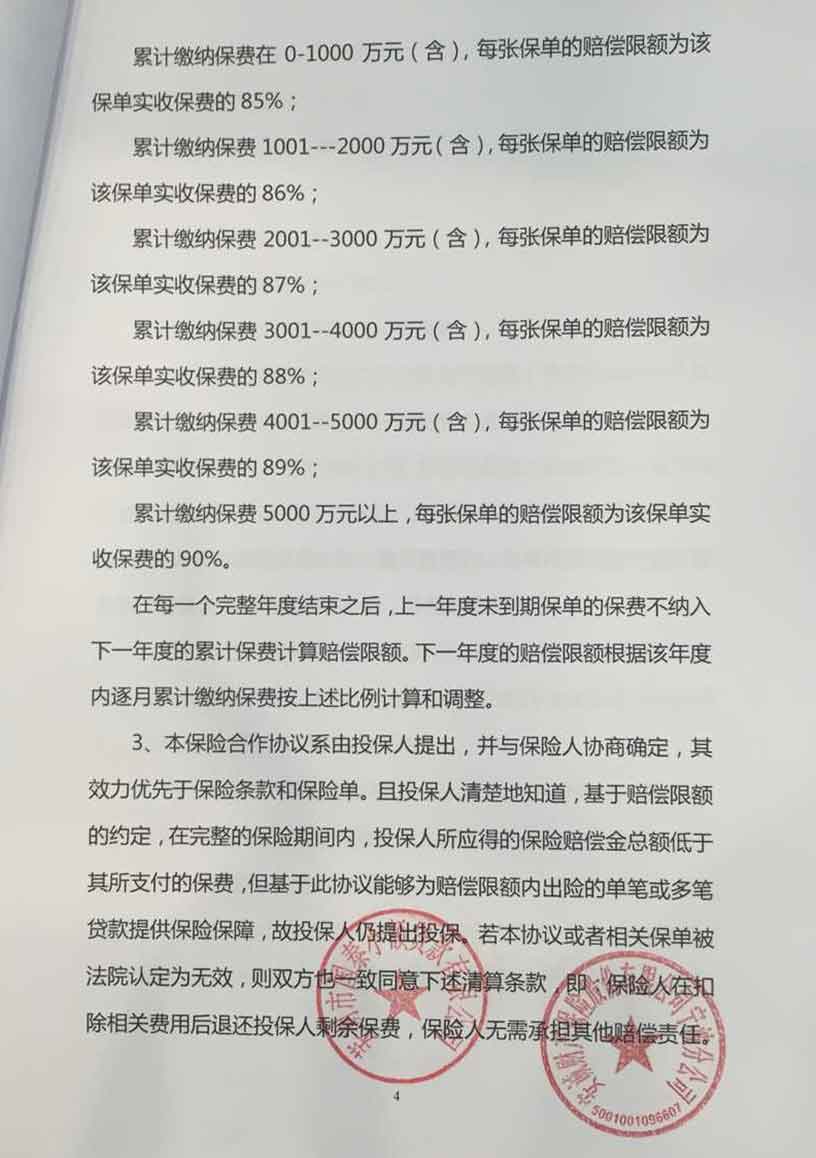 累计缴纳保费在 0-1000 万元（含），每张保单的赔偿限额为该
保单实收保费的 85%；
累计缴纳保费 1001---2000 万元（含），每张保单的赔偿限额为
该保单实收保费的 86%；
累计缴纳保费 2001--3000 万元（含），每张保单的赔偿限额为
该保单实收保费的 87%；
累计缴纳保费 3001--4000 万元（含），每张保单的赔偿限额为
该保单实收保费的 88%；
累计缴纳保费 4001--5000 万元（含），每张保单的赔偿限额为
该保单实收保费的 89%；
累计缴纳保费 5000 万元以上，每张保单的赔偿限额为该保单实
收保费的 90%。
在每一个完整年度结束之后，上一年度未到期保单的保费不纳入
下一年度的累计保费计算赔偿限额。下一年度的赔偿限额根据该年度
内逐月累计缴纳保费按上述比例计算和调整。
3、本保险合作协议系由投保人提出，并与保险人协商确定，其
效力优先于保险条款和保险单。且投保人清楚地知道，基于赔偿限额
的约定，在完整的保险期间内，投保人所应得的保险赔偿金总额低于
其所支付的保费，但基于此协议能够为赔偿限额内出险的单笔或多笔
贷款提供保险保障，故投保人仍提出投保。若本协议或者相关保单被
法院认定为无效，则双方也一致同意下述清算条款，即：保险人在扣
除相关费用后退还投保人剩余保费，保险人无需承担其他赔偿责任。
市国泰小额贷款有限公司
5001001096607
4